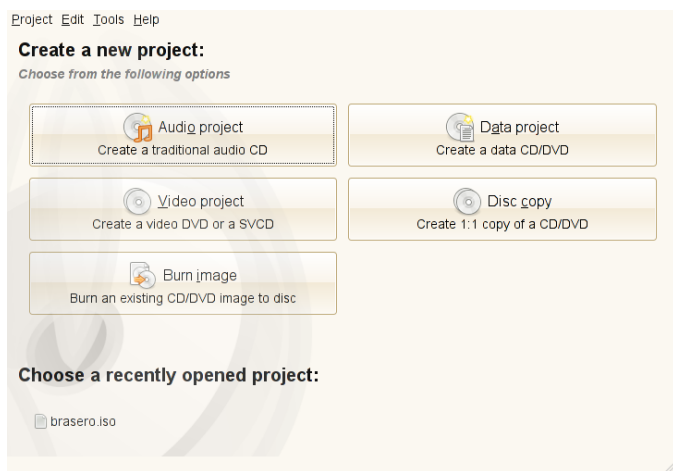 Project Edit Tools Help
Create a new project:
Choose from the following options
Audio project
Create a traditional audio CD
Data project
Create a data CD/DVD
Video project
Create a video DVD or a SVCD
Disc copy
Create 1:1 copy of a CD/DVD
Burn image
Burn an existing CD/DVD image to disc
Choose a recently opened project:
brasero.iso